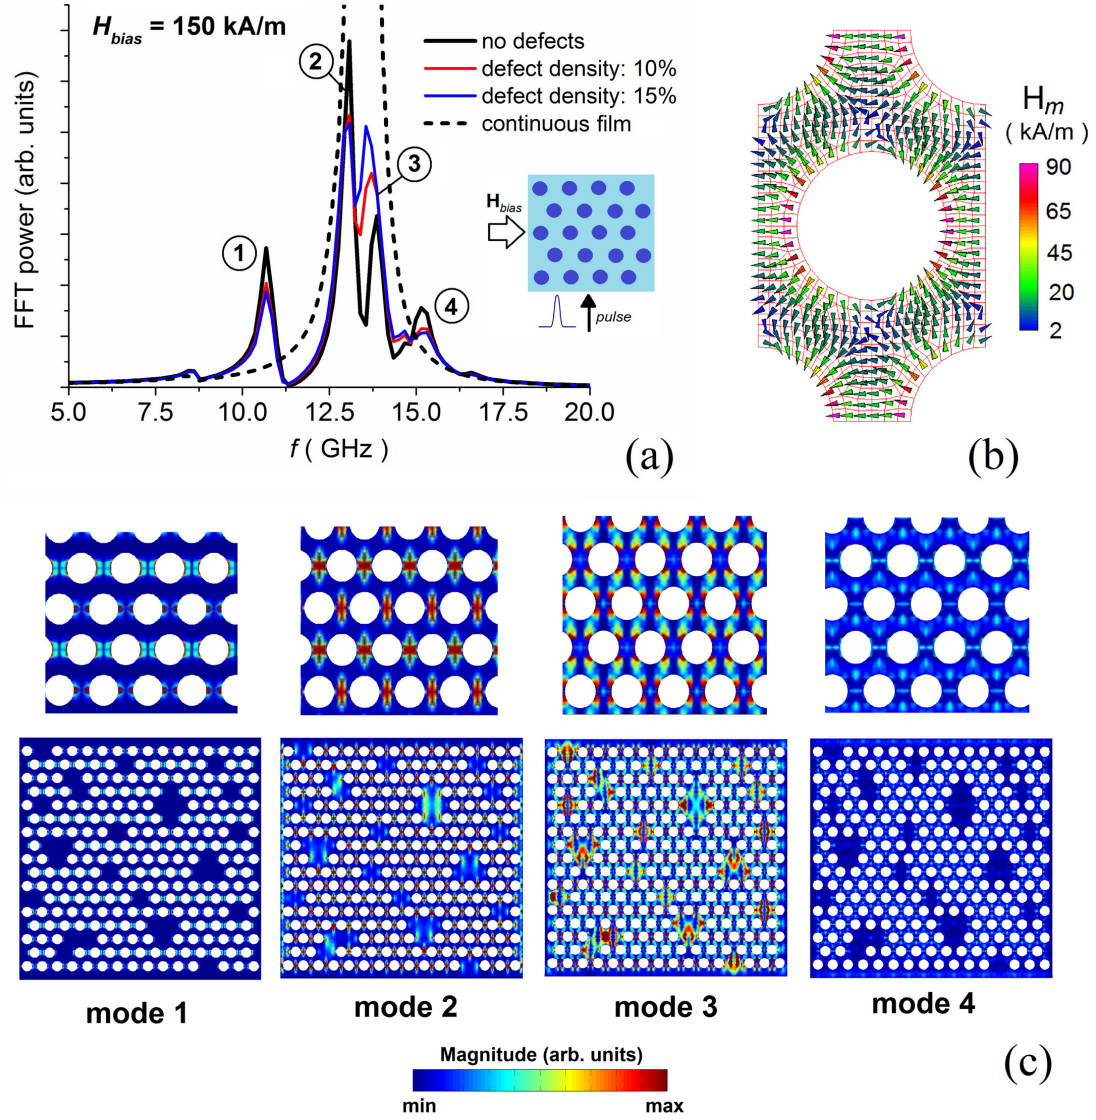 H_bias = 150 kA/m
FFT power (arb. units)
no defects
defect density: 10%
defect density: 15%
continuous film
1
2
3
4
H_bias
pulse
5.0 7.5 10.0 12.5 15.0 17.5 20.0
f ( GHz )
(a)
H_m
( kA/m )
90
65
45
20
2
(b)
mode 1 mode 2 mode 3 mode 4
Magnitude (arb. units)
min max
(c)